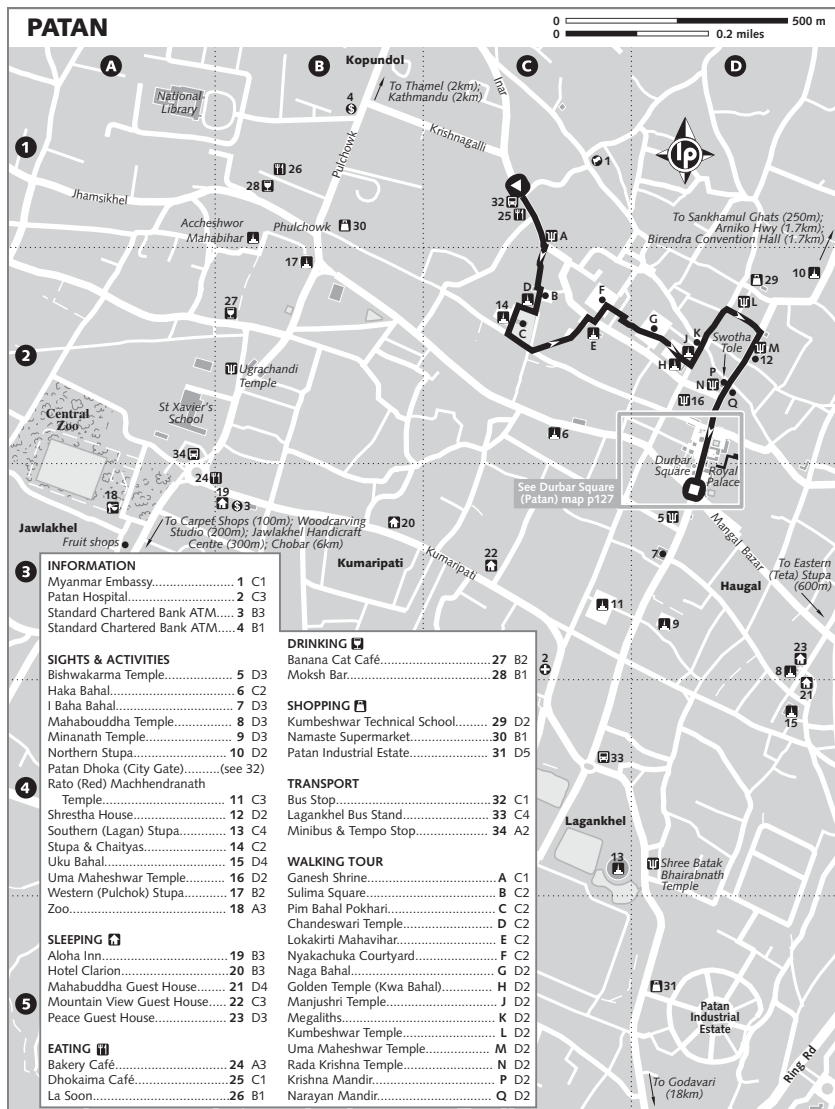 PATAN
0 500 m
0 0.2 miles
A
B
C
D
Kopundol
To Thamel (2km);
Kathmandu (2km)
Inar
National
Library
4
1
Krishnagalli
1
lp
Pulchowk
26
28
Jhamsikhel
32
25
To Sankhamul Ghats (250m);
Arniko Hwy (1.7km);
Birendra Convention Hall (1.7km)
Accheshwor
Mahabihar
Phulchowk
30
A
17
29
10
27
14
D
B
C
F
E
G
K
J
H
L
Swotha
Tole
M
12
P
N
Q
2
Ugrachandi
Temple
16
St Xavier's
School
Central
Zoo
6
34
Durbar
Square
Royal
Palace
24
18
19
3
See Durbar Square
(Patan) map p127
Jawlakhel
Fruit shops
To Carpet Shops (100m); Woodcarving
Studio (200m); Jawlakhel Handicraft
Centre (300m); Chobar (6km)
20
5
Mangal Bazar
7
Kumaripati
Kumaripati
22
To Eastern
(Teta) Stupa
(600m)
Haugal
3
11
9
2
23
8
21
15
4
33
Lagankhel
13
Shree Batak
Bhairabnath
Temple
5
31
Patan
Industrial
Estate
Ring Rd
To Godavari
(18km)
INFORMATION
Myanmar Embassy 1 C1
Patan Hospital 2 C3
Standard Chartered Bank ATM 3 B3
Standard Chartered Bank ATM 4 B1
SIGHTS & ACTIVITIES
Bishwakarma Temple 5 D3
Haka Bahal 6 C2
I Baha Bahal 7 D3
Mahabouddha Temple 8 D3
Minanath Temple 9 D3
Northern Stupa 10 D2
Patan Dhoka (City Gate) (see 32)
Rato (Red) Machhendranath
Temple 11 C3
Shrestha House 12 D2
Southern (Lagan) Stupa 13 C4
Stupa & Chaityas 14 C2
Uku Bahal 15 D4
Uma Maheshwar Temple 16 D2
Western (Pulchok) Stupa 17 B2
Zoo 18 A3
SLEEPING
Aloha Inn 19 B3
Hotel Clarion 20 B3
Mahabuddha Guest House 21 D4
Mountain View Guest House 22 C3
Peace Guest House 23 D3
EATING
Bakery Café 24 A3
Dhokaima Café 25 C1
La Soon 26 B1
DRINKING
Banana Cat Café 27 B2
Moksh Bar 28 B1
SHOPPING
Kumbeshwar Technical School 29 D2
Namaste Supermarket 30 B1
Patan Industrial Estate 31 D5
TRANSPORT
Bus Stop 32 C1
Lagankhel Bus Stand 33 C4
Minibus & Tempo Stop 34 A2
WALKING TOUR
Ganesh Shrine A C1
Sulima Square B C2
Pim Bahal Pokhari C C2
Chandeswari Temple D C2
Lokakirti Mahavihar E C2
Nyakachuka Courtyard F C2
Naga Bahal G D2
Golden Temple (Kwa Bahal) H D2
Manjushri Temple J D2
Megaliths K D2
Kumbeshwar Temple L D2
Uma Maheshwar Temple M D2
Rada Krishna Temple N D2
Krishna Mandir P D2
Narayan Mandir Q D2